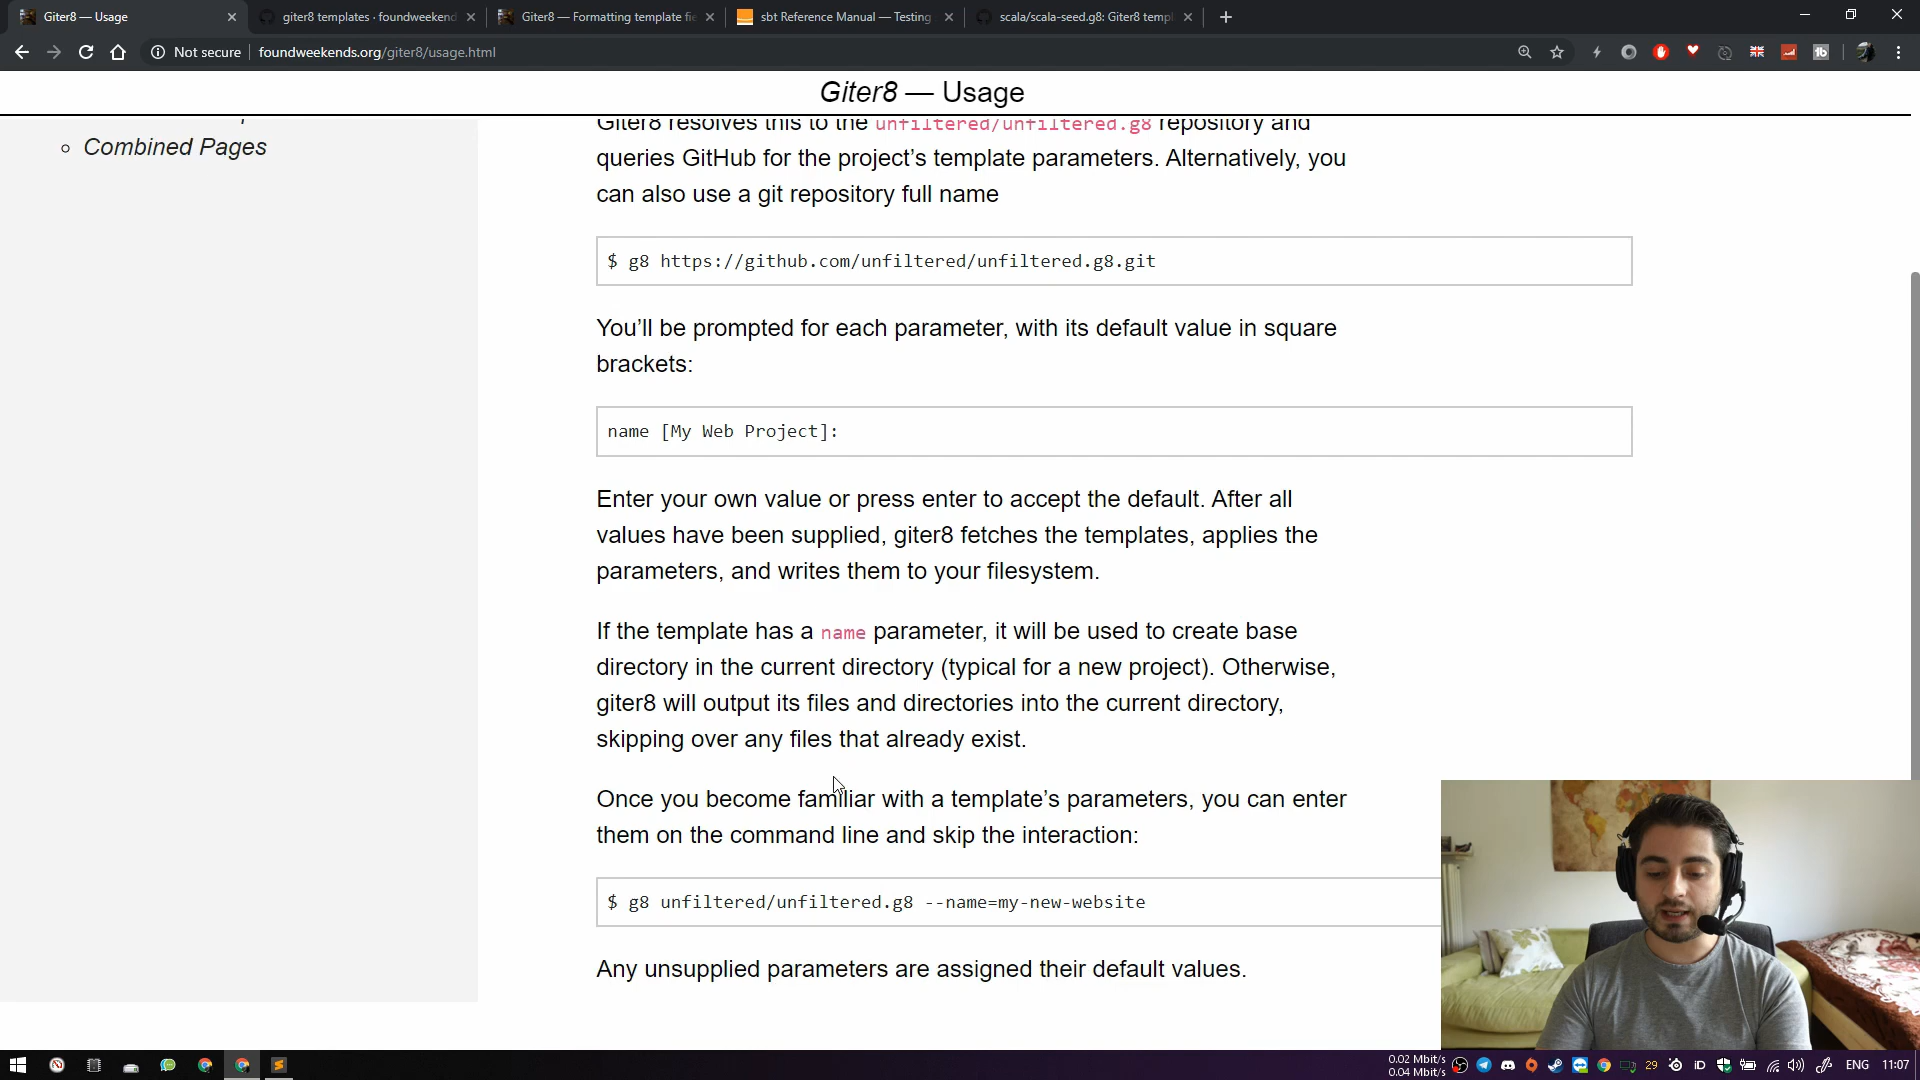 Giter8 — Usage
giter8 templates · foundweekend
Giter8 — Formatting template fie
sbt Reference Manual — Testing
scala/scala-seed.g8: Giter8 templ
Not secure
foundweekends.org/giter8/usage.html
Giter8 — Usage
Combined Pages
Giter8 resolves this to the unfiltered/unfiltered.g8 repository and
queries GitHub for the project’s template parameters. Alternatively, you
can also use a git repository full name
$ g8 https://github.com/unfiltered/unfiltered.g8.git
You’ll be prompted for each parameter, with its default value in square
brackets:
name [My Web Project]:
Enter your own value or press enter to accept the default. After all
values have been supplied, giter8 fetches the templates, applies the
parameters, and writes them to your filesystem.
If the template has a name parameter, it will be used to create base
directory in the current directory (typical for a new project). Otherwise,
giter8 will output its files and directories into the current directory,
skipping over any files that already exist.
Once you become familiar with a template’s parameters, you can enter
them on the command line and skip the interaction:
$ g8 unfiltered/unfiltered.g8 --name=my-new-website
Any unsupplied parameters are assigned their default values.
0.02 Mbit/s
0.04 Mbit/s
29
iD
ENG
11:07